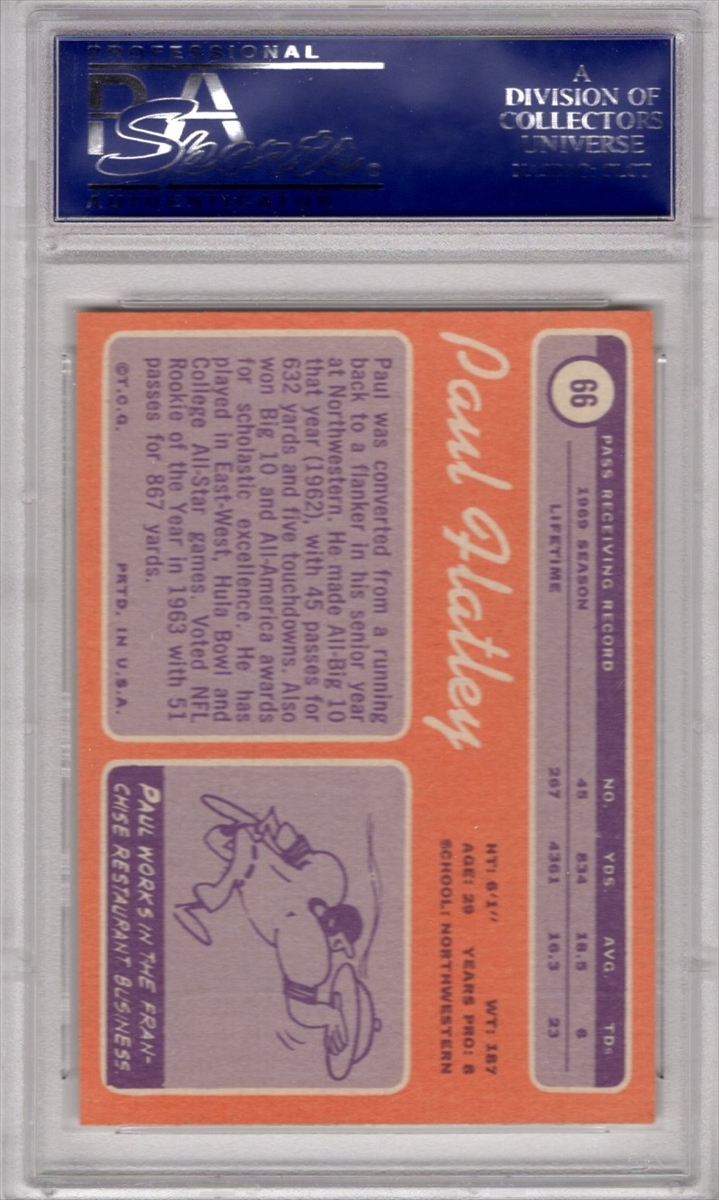 PROFESSIONAL
PSA
Sports
AUTHENTICATOR
A
DIVISION OF
COLLECTORS
UNIVERSE
NASDAQ: CLCT
66
PASS RECEIVING RECORD NO. YDS. AVG. TDs
1969 SEASON 45 834 18.5 6
LIFETIME 267 4361 16.3 23
Paul Flatley
HT: 6'1" WT: 187
AGE: 29 YEARS PRO: 8
SCHOOL: NORTHWESTERN
Paul was converted from a running
back to a flanker in his senior year
at Northwestern. He made All-Big 10
that year (1962), with 45 passes for
632 yards and five touchdowns. Also
won Big 10 and All-America awards
for scholastic excellence. He has
played in East-West, Hula Bowl and
College All-Star games. Voted NFL
Rookie of the Year in 1963 with 51
passes for 867 yards.
©T.C.G. PRTD. IN U.S.A.
PAUL WORKS IN THE FRAN-
CHISE RESTAURANT BUSINESS.